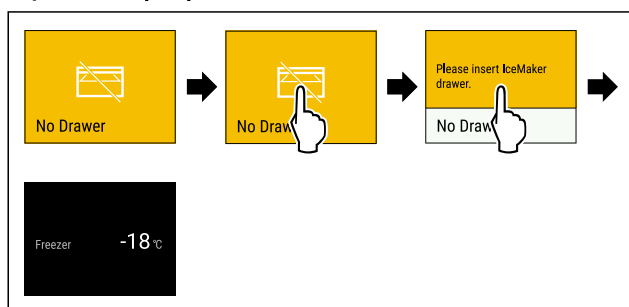 No Drawer
No Draw
Please insert IceMaker
drawer.
No Draw
Freezer -18 °C